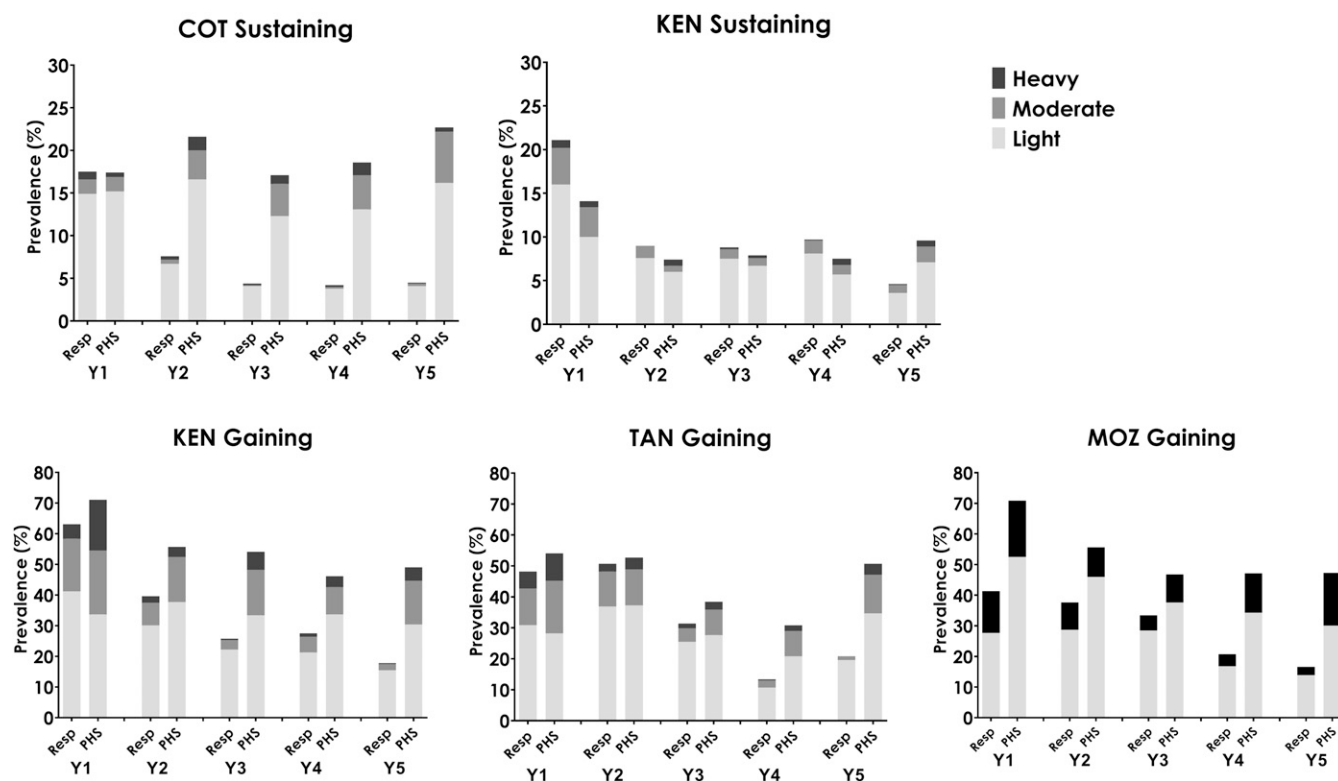 COT Sustaining
Prevalence (%)
30
25
20
15
10
5
0
Resp PHS Resp PHS Resp PHS Resp PHS Resp PHS
Y1 Y2 Y3 Y4 Y5
KEN Sustaining
Prevalence (%)
30
25
20
15
10
5
0
Resp PHS Resp PHS Resp PHS Resp PHS Resp PHS
Y1 Y2 Y3 Y4 Y5
Heavy
Moderate
Light
KEN Gaining
Prevalence (%)
80
70
60
50
40
30
20
10
0
Resp PHS Resp PHS Resp PHS Resp PHS Resp PHS
Y1 Y2 Y3 Y4 Y5
TAN Gaining
Prevalence (%)
80
70
60
50
40
30
20
10
0
Resp PHS Resp PHS Resp PHS Resp PHS Resp PHS
Y1 Y2 Y3 Y4 Y5
MOZ Gaining
Prevalence (%)
80
70
60
50
40
30
20
10
0
Resp PHS Resp PHS Resp PHS Resp PHS Resp PHS
Y1 Y2 Y3 Y4 Y5